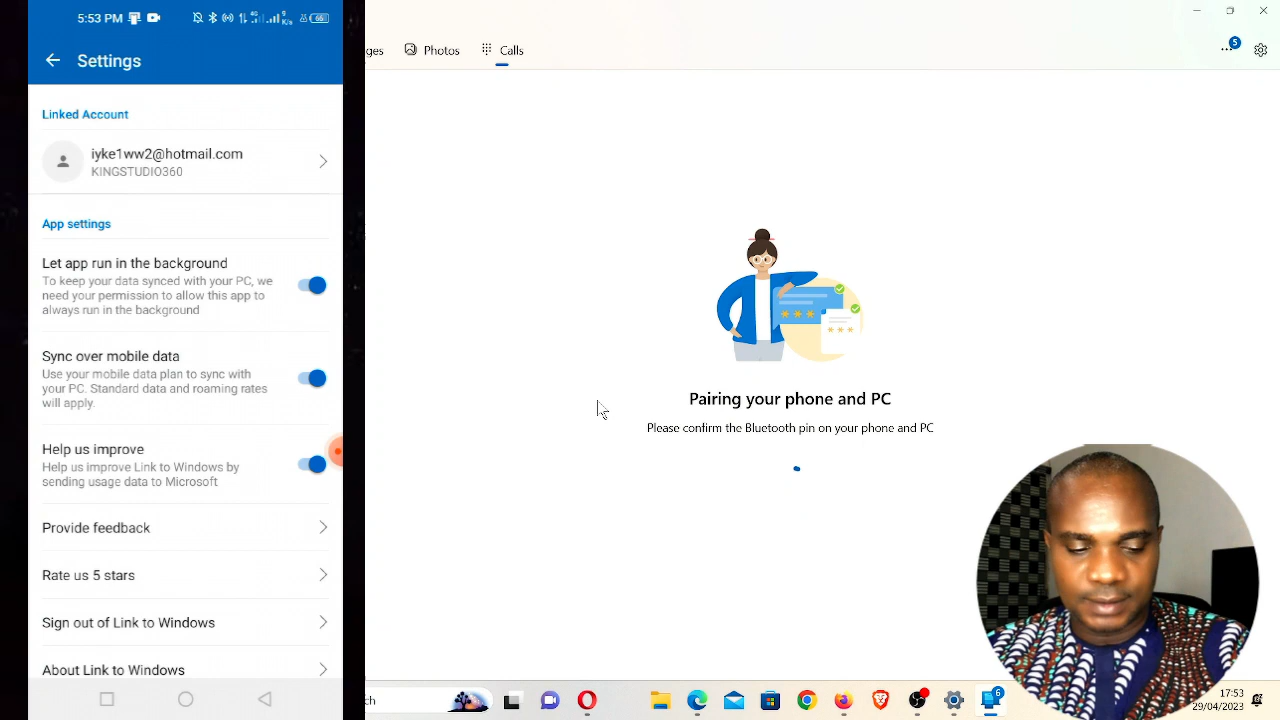 5:53 PM
4G
9
K/s
66
Settings
Linked Account
iyke1ww2@hotmail.com
KINGSTUDIO360
App settings
Let app run in the background
To keep your data synced with your PC, we
need your permission to allow this app to
always run in the background
Sync over mobile data
Use your mobile data plan to sync with
your PC. Standard data and roaming rates
will apply.
Help us improve
Help us improve Link to Windows by
sending usage data to Microsoft
Provide feedback
Rate us 5 stars
Sign out of Link to Windows
About Link to Windows
ges
Photos
Calls
5
Pairing your phone and PC
Please confirm the Bluetooth pin on your phone and PC
ch
6
17:53
29/04/2023